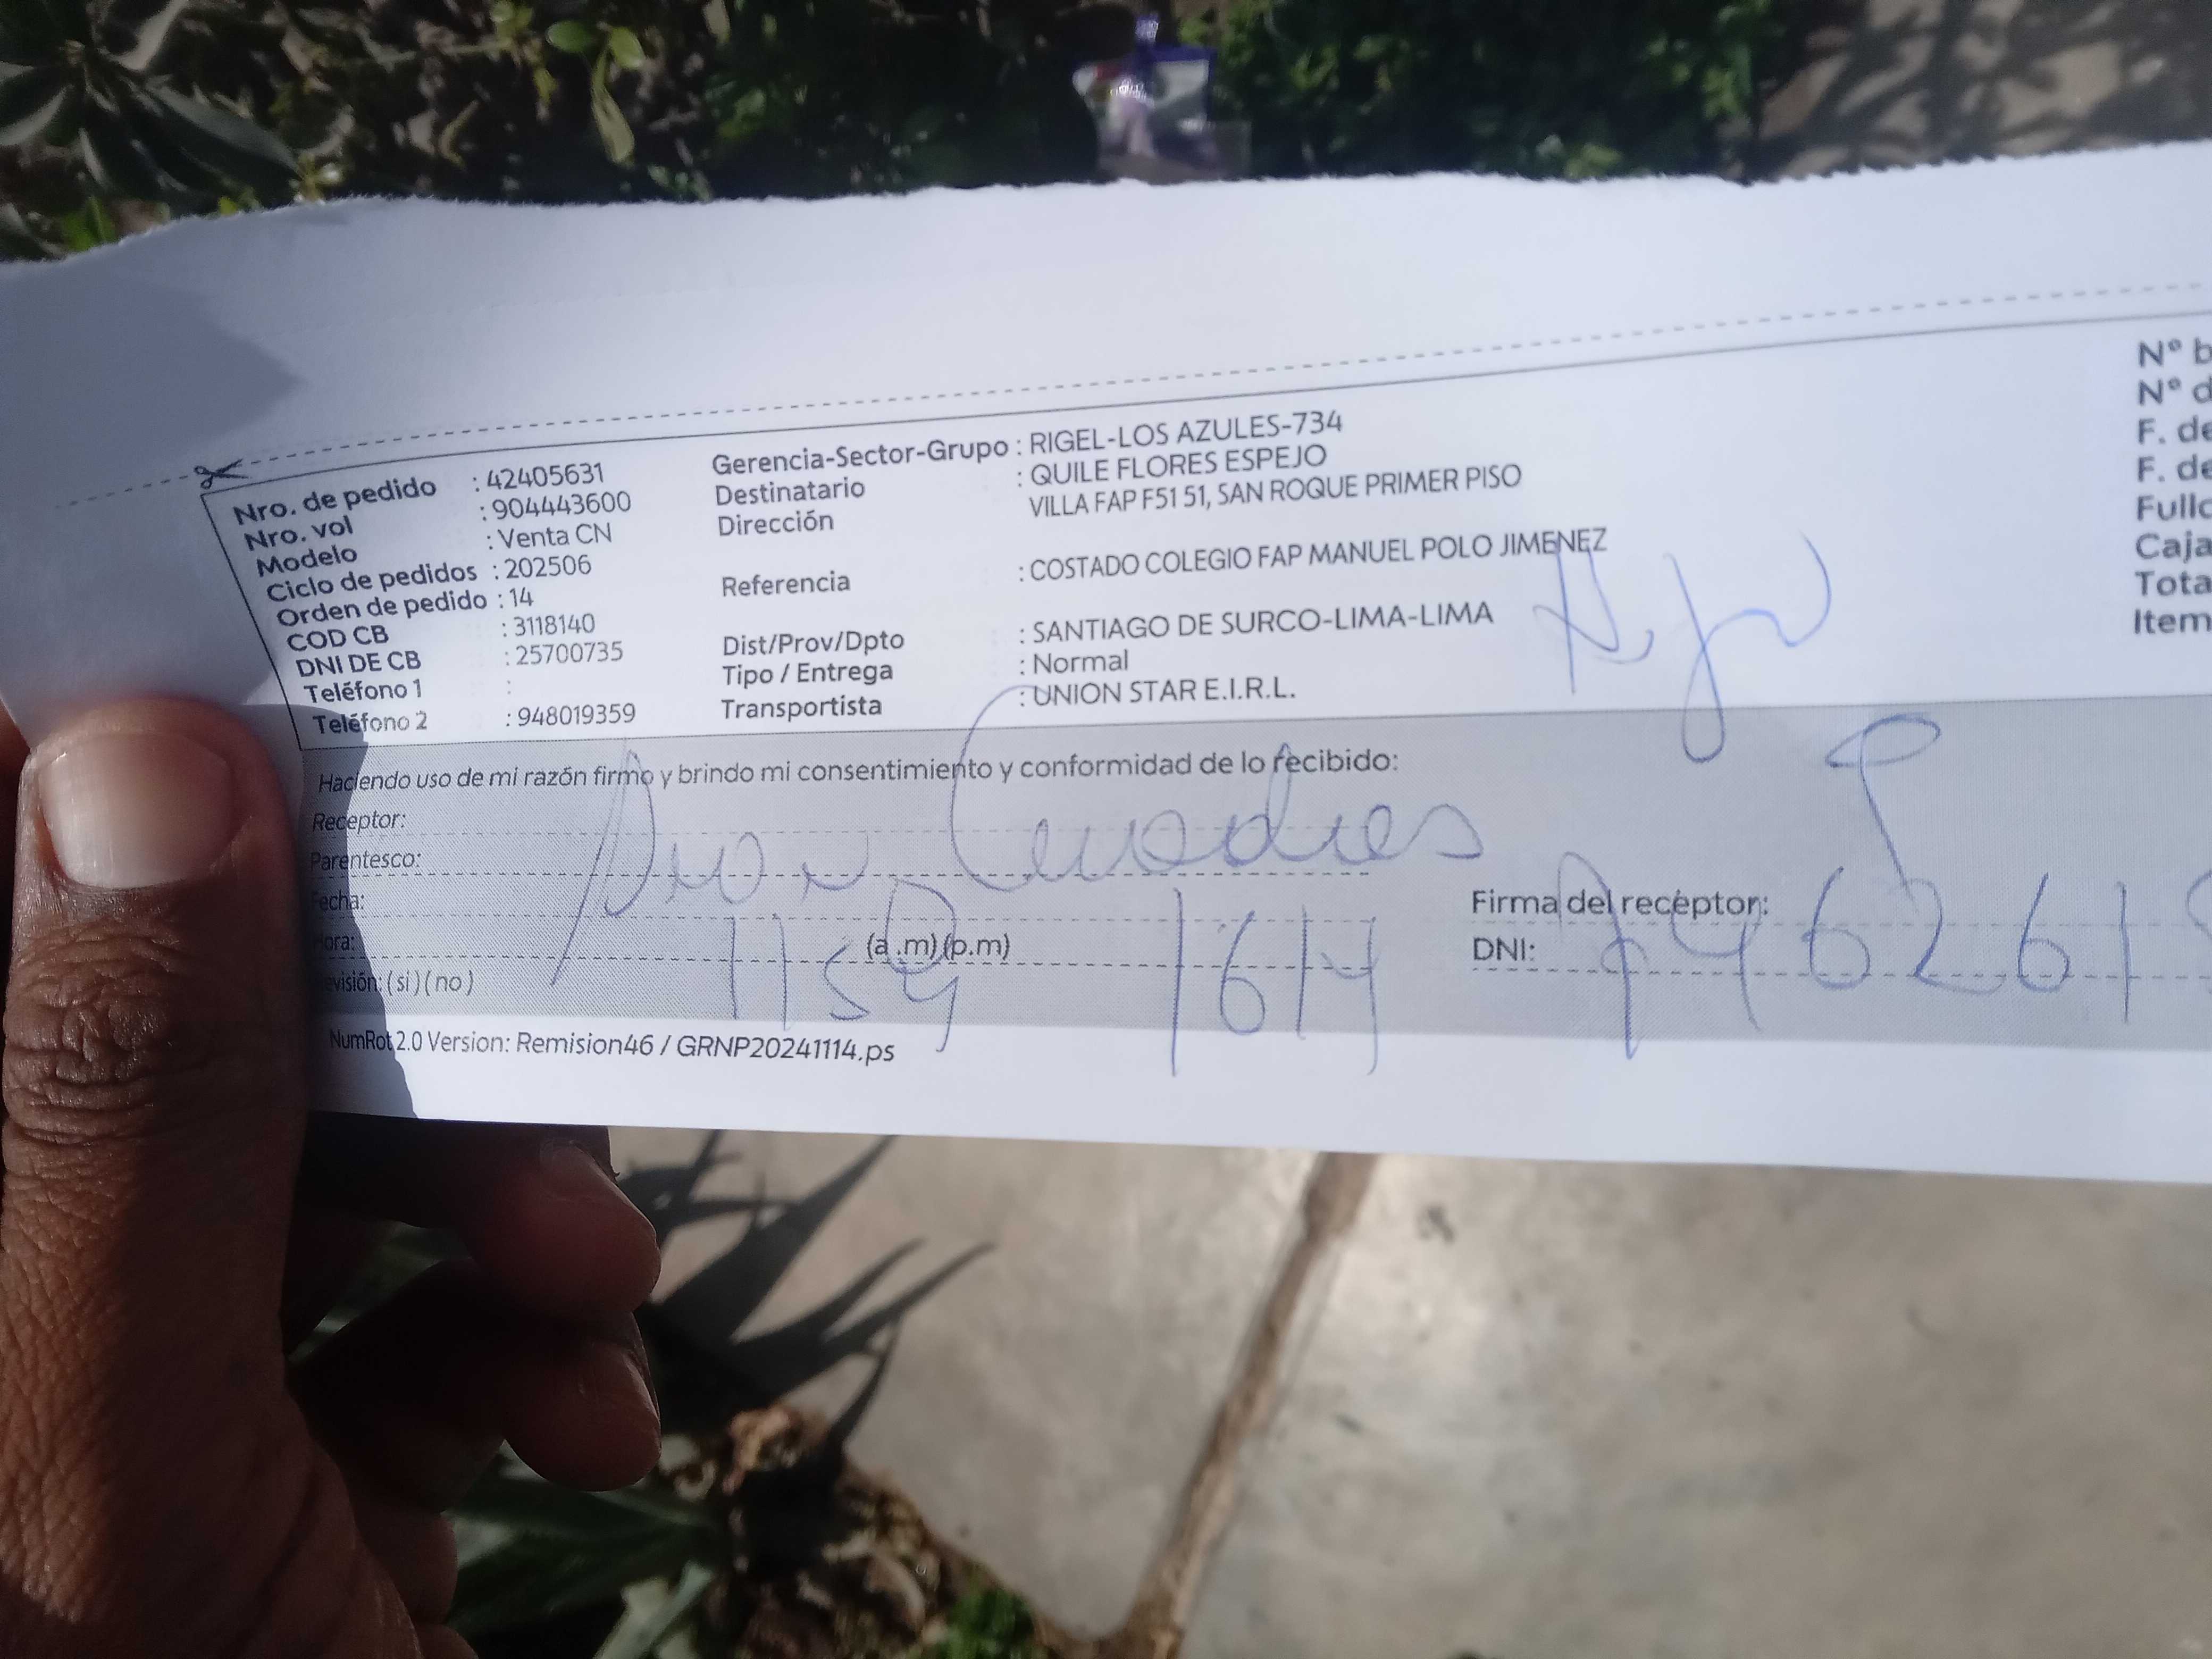 Nro. de pedido : 42405631
Nro. vol : 904443600
Modelo : Venta CN
Ciclo de pedidos : 202506
Orden de pedido : 14
COD CB : 3118140
DNI DE CB : 25700735
Teléfono 1 :
Teléfono 2 : 948019359
Gerencia-Sector-Grupo : RIGEL-LOS AZULES-734
Destinatario : QUILE FLORES ESPEJO
Dirección VILLA FAP F51 51, SAN ROQUE PRIMER PISO
Referencia : COSTADO COLEGIO FAP MANUEL POLO JIMENEZ
Dist/Prov/Dpto : SANTIAGO DE SURCO-LIMA-LIMA
Tipo / Entrega : Normal
Transportista : UNION STAR E.I.R.L.
N° b
N° d
F. de
F. de
Fullc
Caja
Tota
Item
Haciendo uso de mi razón firmo y brindo mi consentimiento y conformidad de lo recibido:
Receptor:
Parentesco:
Fecha:
Hora: (a .m) (p.m)
evisión: ( si ) ( no )
1159 1614
Firma del receptor:
DNI:
NumRot 2.0 Version: Remision46 / GRNP20241114.ps